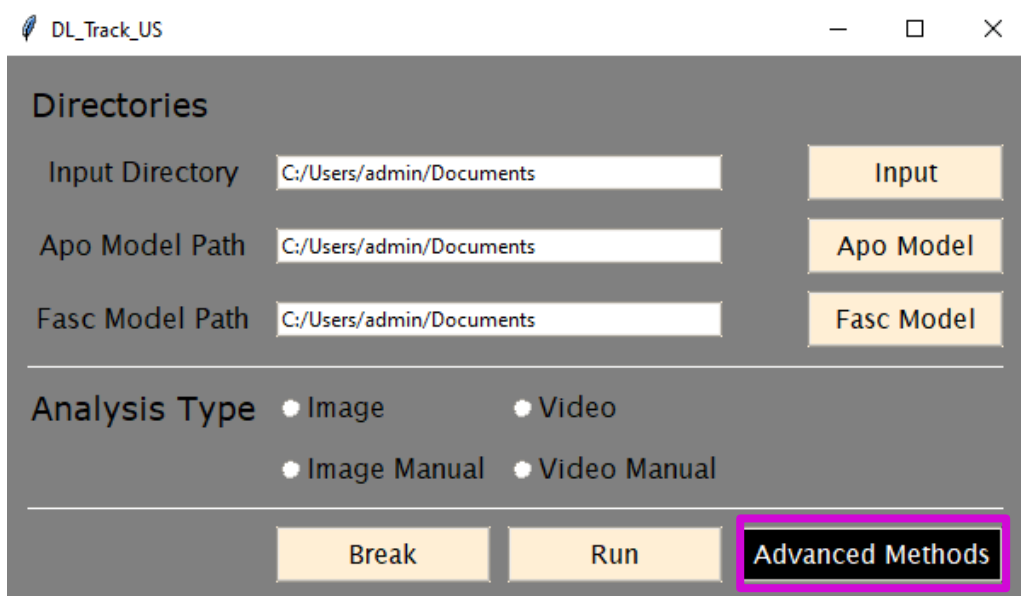 DL_Track_US
Directories
Input Directory C:/Users/admin/Documents Input
Apo Model Path C:/Users/admin/Documents Apo Model
Fasc Model Path C:/Users/admin/Documents Fasc Model
Analysis Type Image Video
Image Manual Video Manual
Break Run Advanced Methods